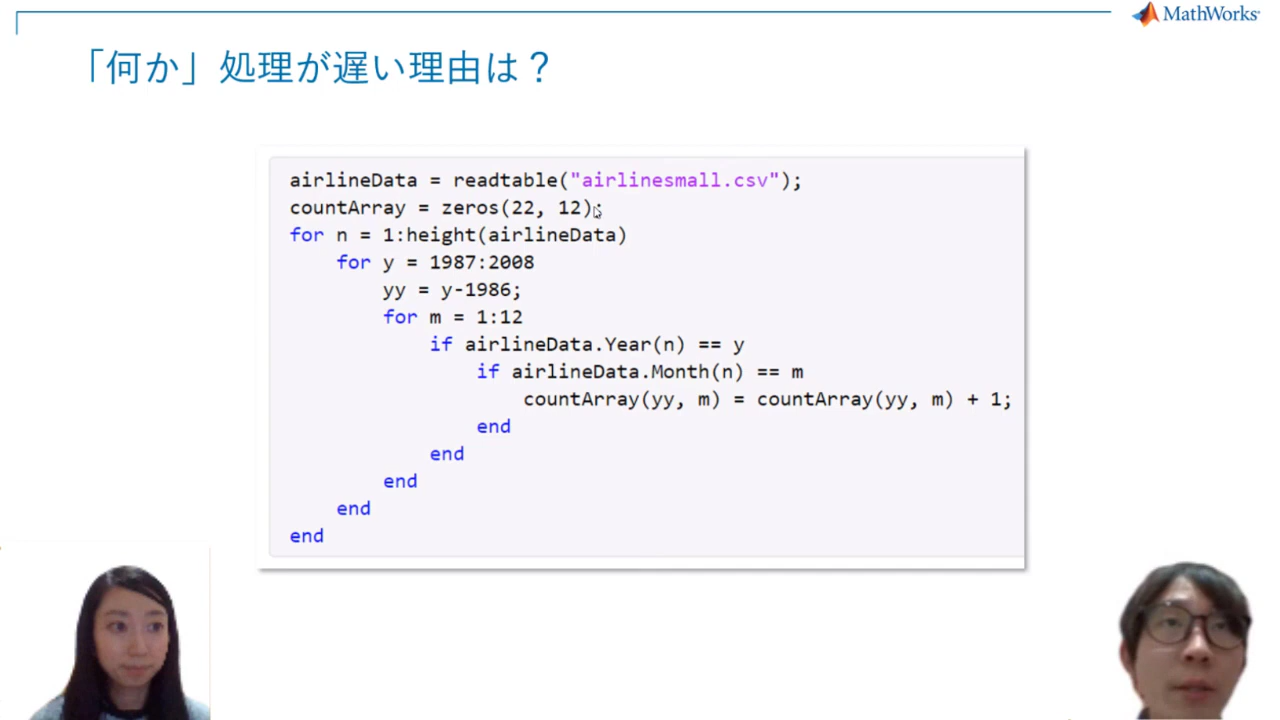 MathWorks
「何か」処理が遅い理由は？
airlineData = readtable("airlinesmall.csv");
countArray = zeros(22, 12);
for n = 1:height(airlineData)
for y = 1987:2008
yy = y-1986;
for m = 1:12
if airlineData.Year(n) == y
if airlineData.Month(n) == m
countArray(yy, m) = countArray(yy, m) + 1;
end
end
end
end
end